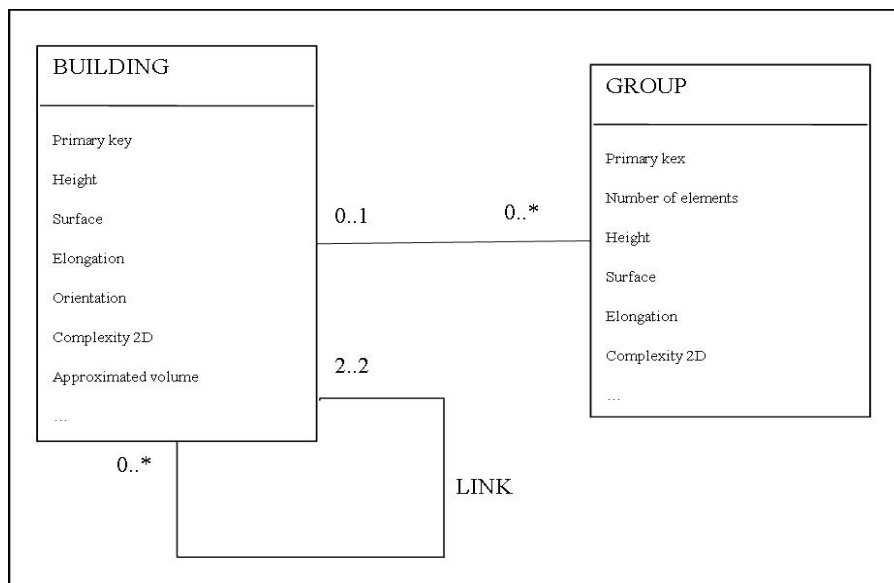 BUILDING
Primary key
Height
Surface
Elongation
Orientation
Complexity 2D
Approximated volume
...
0..1
0..*
GROUP
Primary kex
Number of elements
Height
Surface
Elongation
Complexity 2D
...
2..2
0..*
LINK